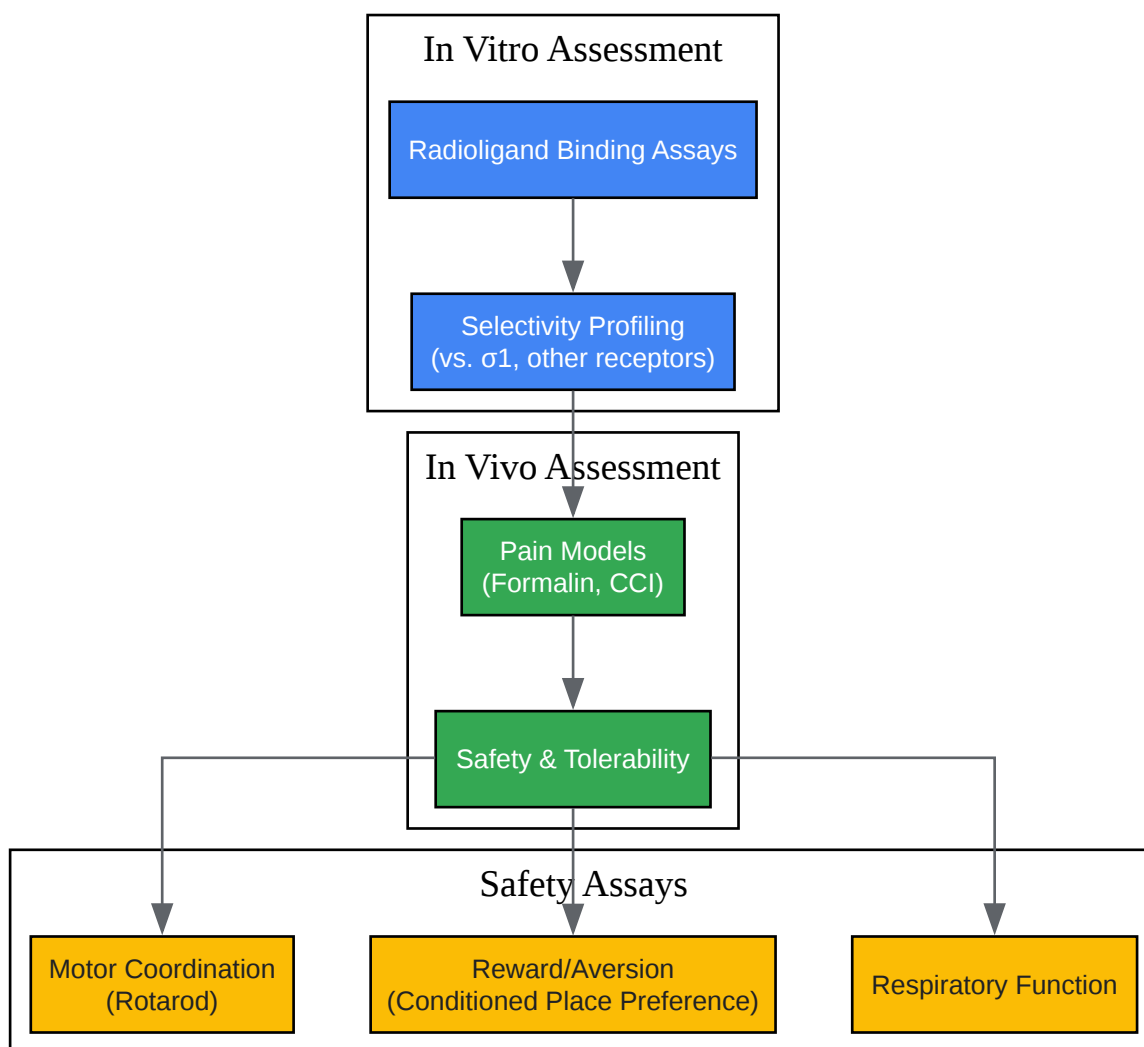 In Vitro Assessment
Radioligand Binding Assays
Selectivity Profiling
(vs. σ1, other receptors)
In Vivo Assessment
Pain Models
(Formalin, CCI)
Safety & Tolerability
Safety Assays
Motor Coordination
(Rotarod)
Reward/Aversion
(Conditioned Place Preference)
Respiratory Function